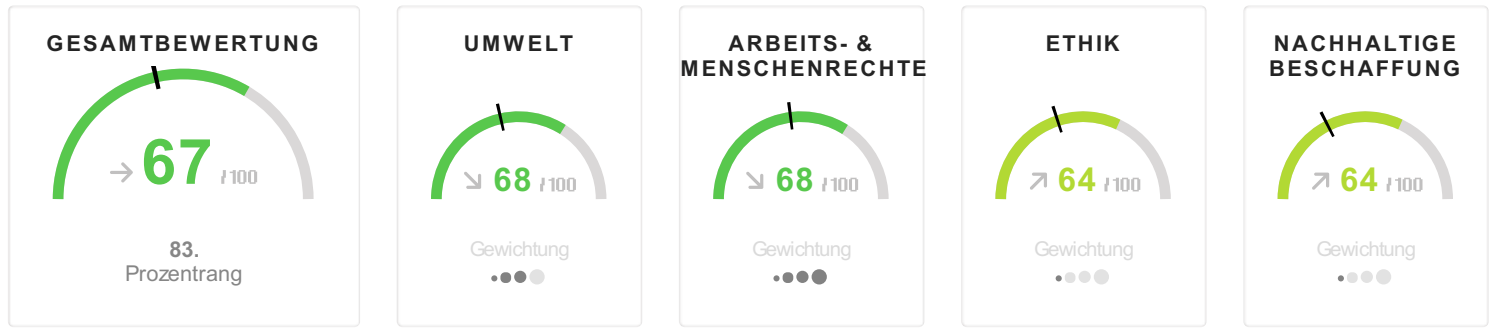 GESAMTBEWERTUNG
67 /100
83.
Prozentrang
UMWELT
68 /100
Gewichtung
ARBEITS- &
MENSCHENRECHTE
68 /100
Gewichtung
ETHIK
64 /100
Gewichtung
NACHHALTIGE
BESCHAFFUNG
64 /100
Gewichtung